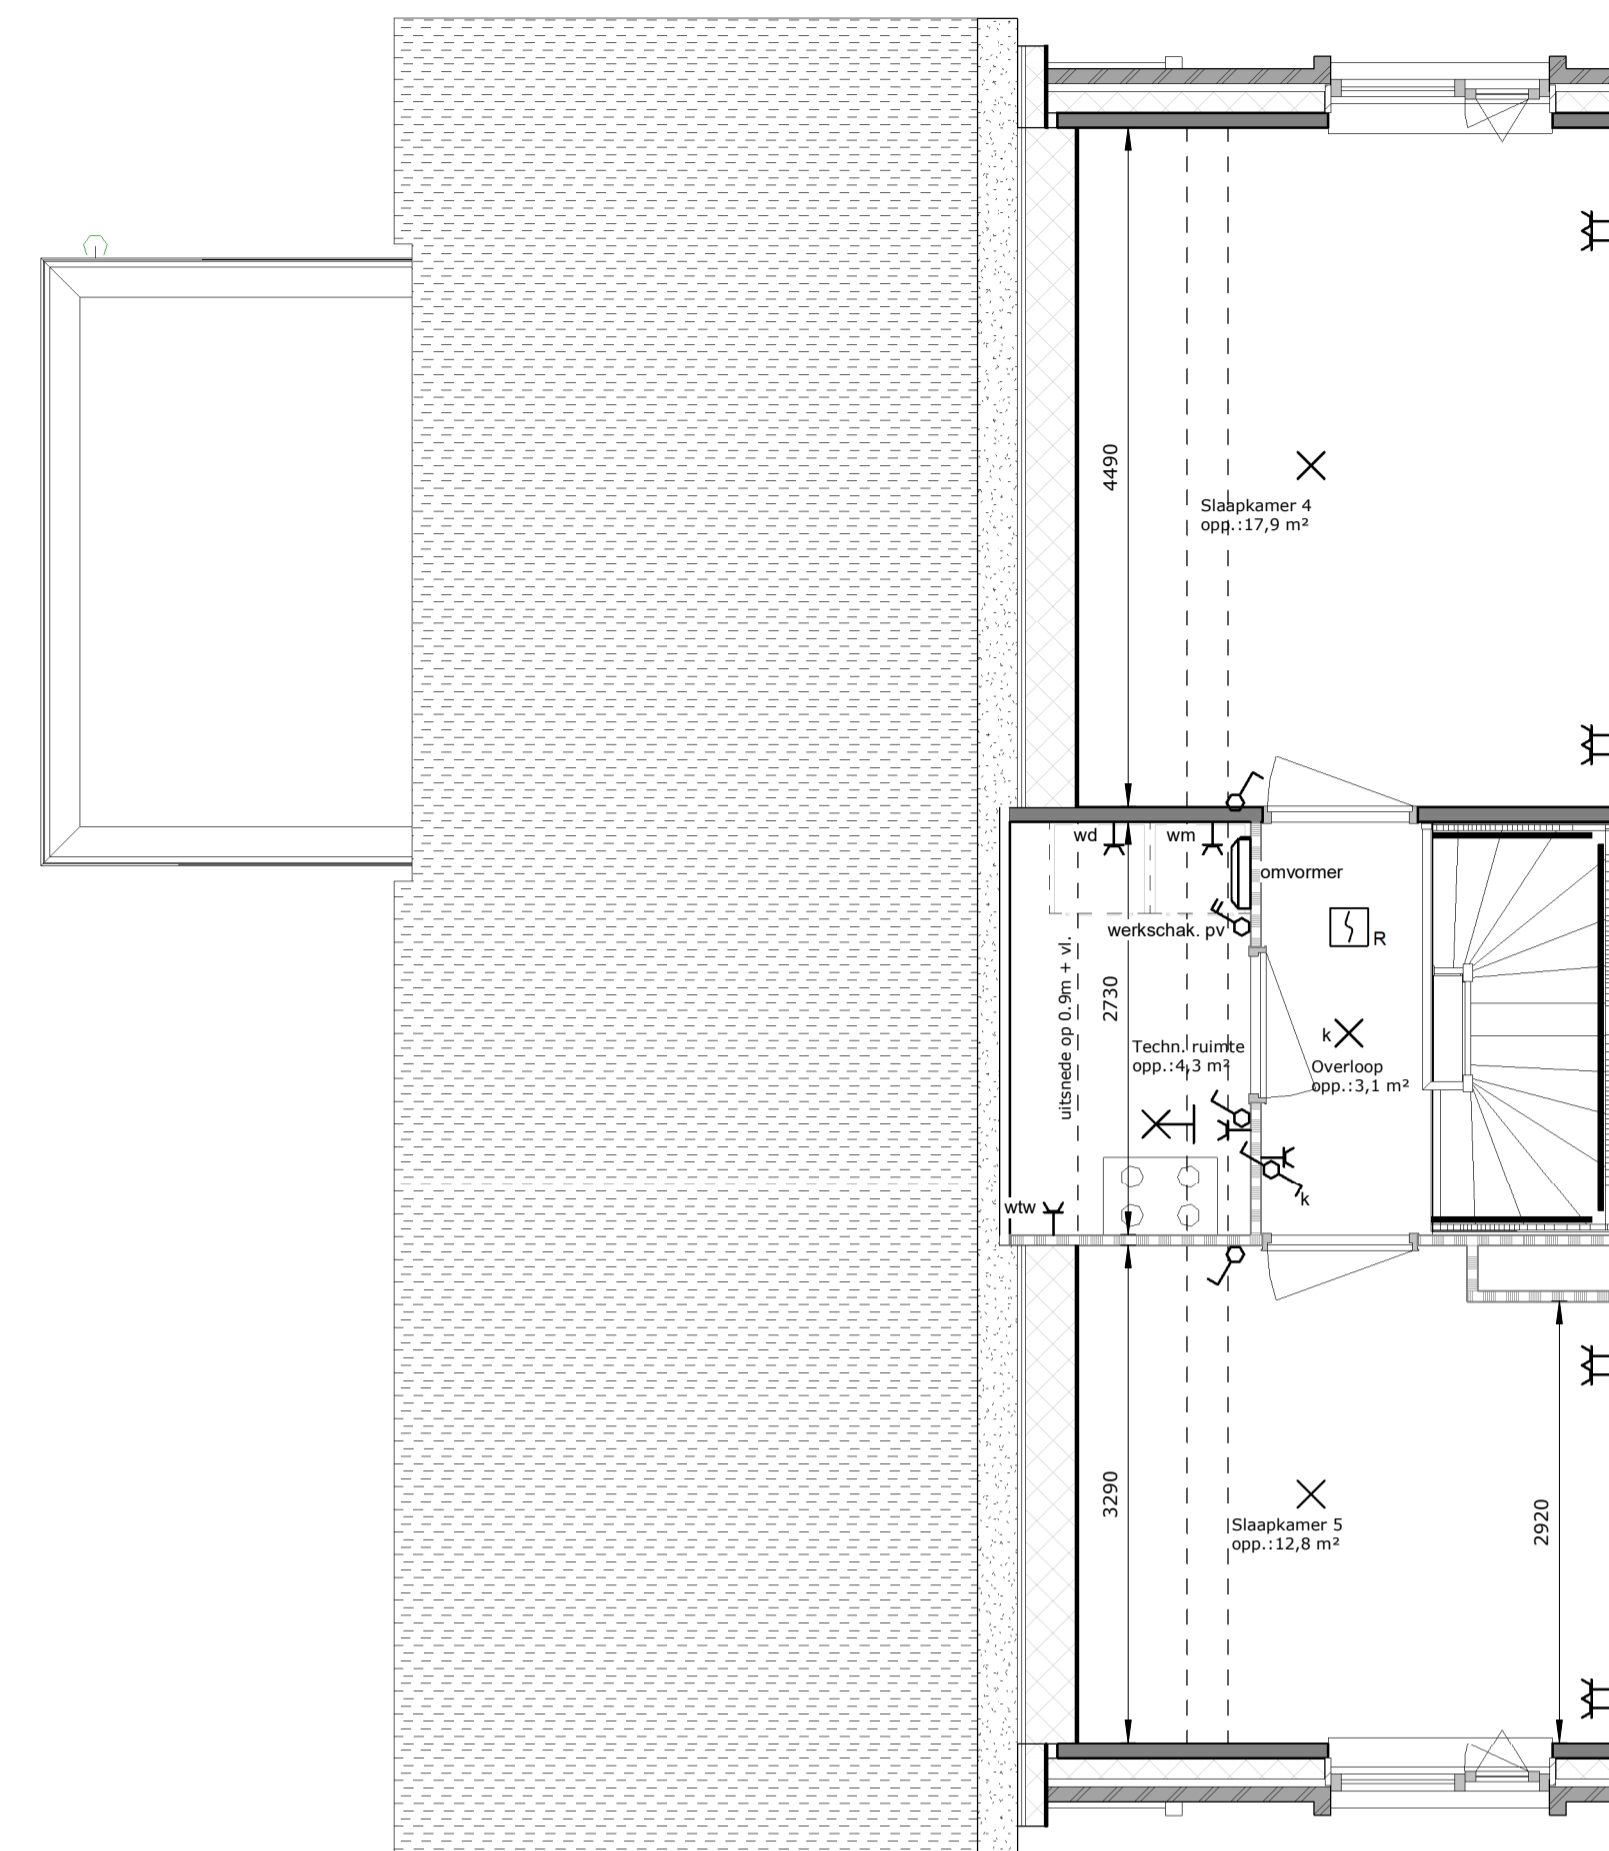 4490
Slaapkamer 4
opp.:17,9 m²
wd
wm
omvormer
werkschak. pv
R
uitsnede op 0.9m + vl.
2730
Techn. ruimte
opp.:4,3 m²
k
Overloop
opp.:3,1 m²
k
wtw
3290
Slaapkamer 5
opp.:12,8 m²
2920